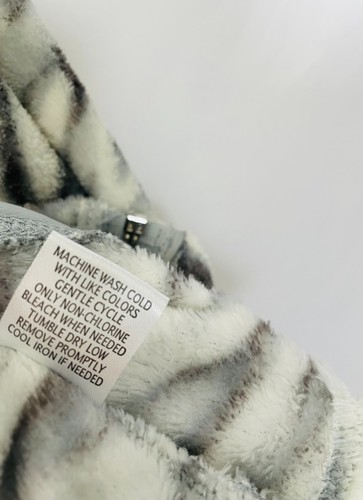 MACHINE WASH COLD
WITH LIKE COLORS
GENTLE CYCLE
ONLY NON-CHLORINE
BLEACH WHEN NEEDED
TUMBLE DRY LOW
REMOVE PROMPTLY
COOL IRON IF NEEDED